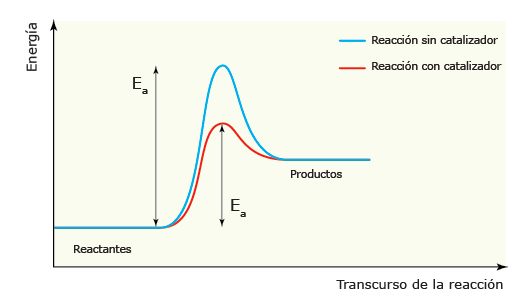 Energía
Reacción sin catalizador
Reacción con catalizador
Ea
Productos
Ea
Reactantes
Transcurso de la reacción